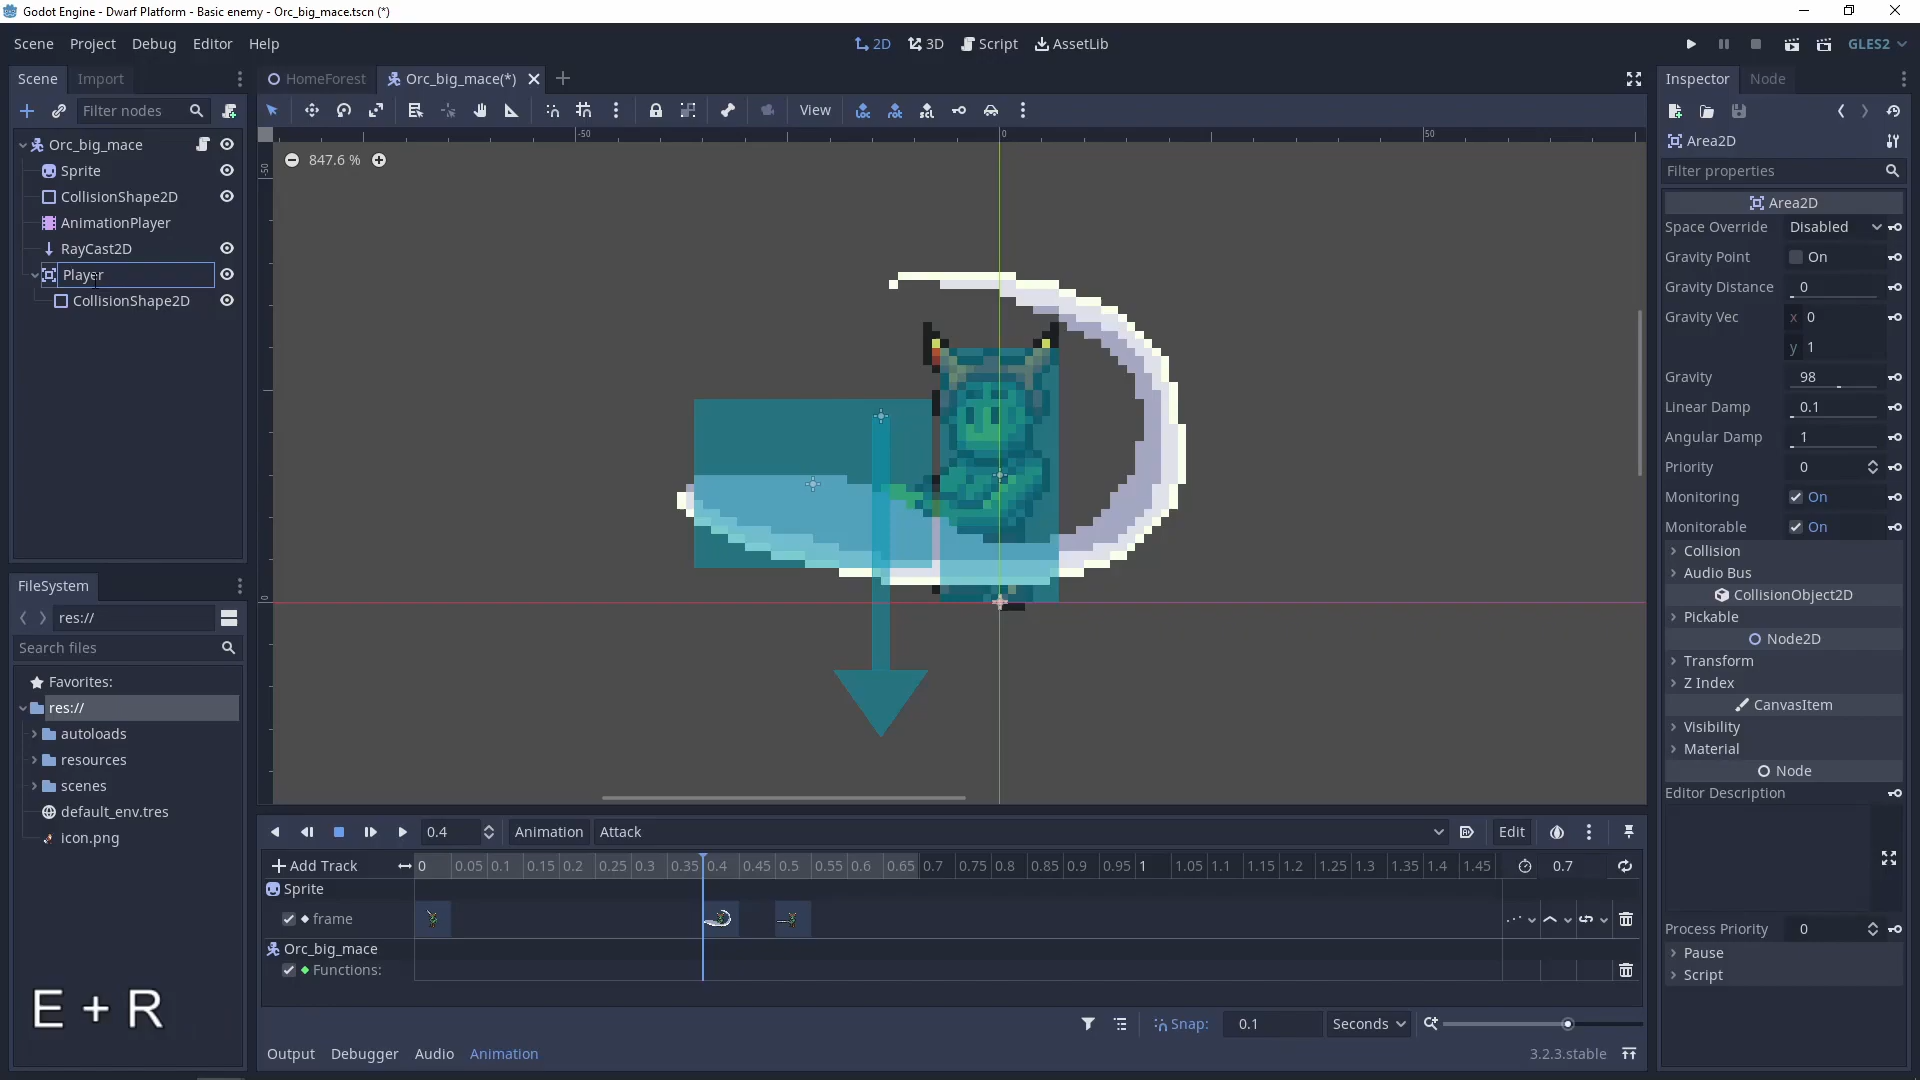 Godot Engine - Dwarf Platform - Basic enemy - Orc_big_mace.tscn (*)
Scene Project Debug Editor Help
2D 3D Script AssetLib
GLES2
Scene Import
HomeForest Orc_big_mace(*)
Inspector Node
Filter nodes
View
Orc_big_mace
Sprite
CollisionShape2D
AnimationPlayer
RayCast2D
Player
CollisionShape2D
-50 0 50
-50
0
847.6 %
Area2D
Filter properties
Area2D
Space Override Disabled
Gravity Point On
Gravity Distance 0
Gravity Vec x 0
y 1
Gravity 98
Linear Damp 0.1
Angular Damp 1
Priority 0
Monitoring On
Monitorable On
Collision
Audio Bus
CollisionObject2D
Pickable
Node2D
Transform
Z Index
CanvasItem
Visibility
Material
Node
Editor Description
Process Priority 0
Pause
Script
FileSystem
res://
Search files
Favorites:
res://
autoloads
resources
scenes
default_env.tres
icon.png
0.4 Animation Attack Edit
Add Track 0 0.05 0.1 0.15 0.2 0.25 0.3 0.35 0.4 0.45 0.5 0.55 0.6 0.65 0.7 0.75 0.8 0.85 0.9 0.95 1 1.05 1.1 1.15 1.2 1.25 1.3 1.35 1.4 1.45 0.7
Sprite
frame
Orc_big_mace
Functions:
E + R
Snap: 0.1 Seconds
Output Debugger Audio Animation
3.2.3.stable